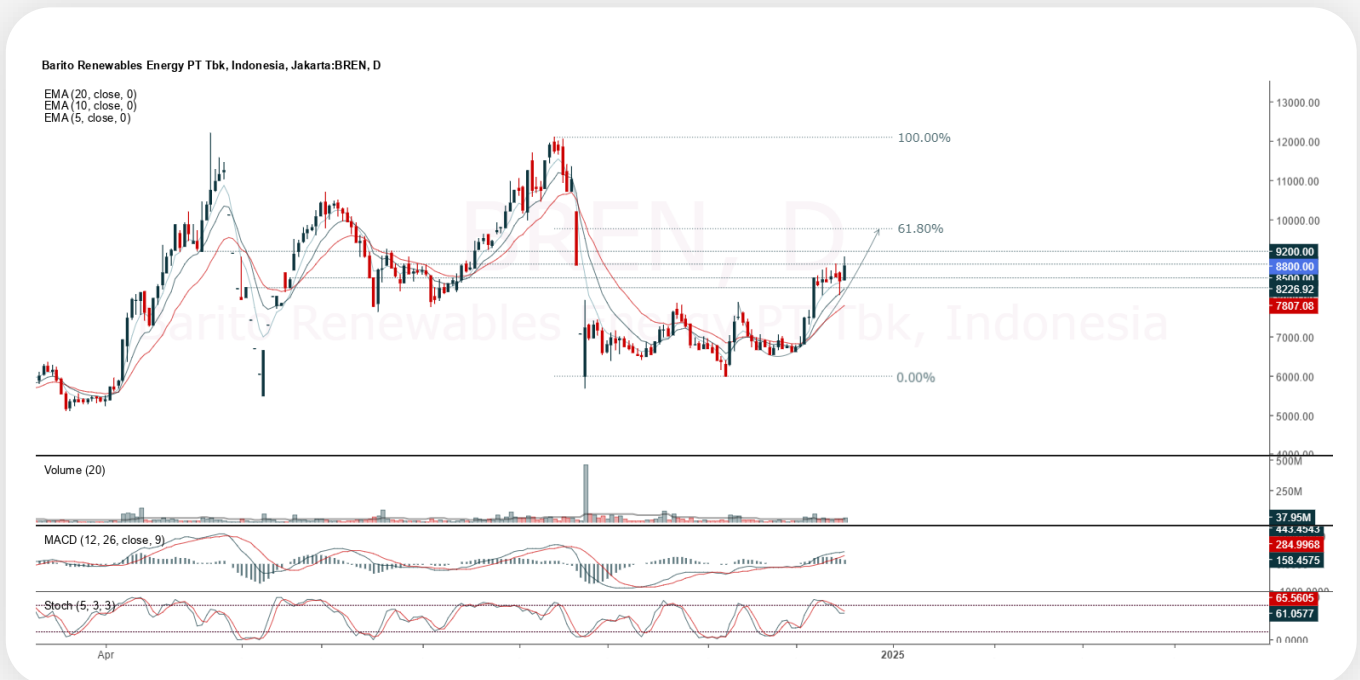 Barito Renewables Energy PT Tbk, Indonesia, Jakarta:BREN, D
EMA (20, close, 0)
EMA (10, close, 0)
EMA (5, close, 0)
BREN, D
Barito Renewables Energy PT Tbk, Indonesia
100.00%
61.80%
0.00%
13000.00
12000.00
11000.00
10000.00
9200.00
8800.00
8500.00
8226.92
7807.08
7000.00
6000.00
5000.00
4000.00
Volume (20)
500M
250M
37.95M
MACD (12, 26, close, 9)
443.4543
284.9968
158.4575
Stoch (5, 3, 3)
65.5605
61.0577
0.0000
Apr
2025